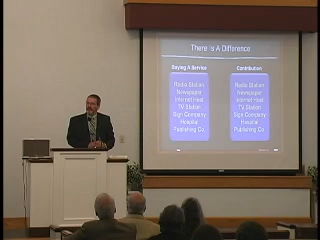 There Is A Difference
Buying A Service
Radio Station
Newspaper
Internet Host
TV Station
Sign Company
Hospital
Publishing Co.
Contribution
Radio Station
Newspaper
Internet Host
TV Station
Sign Company
Hospital
Publishing Co.